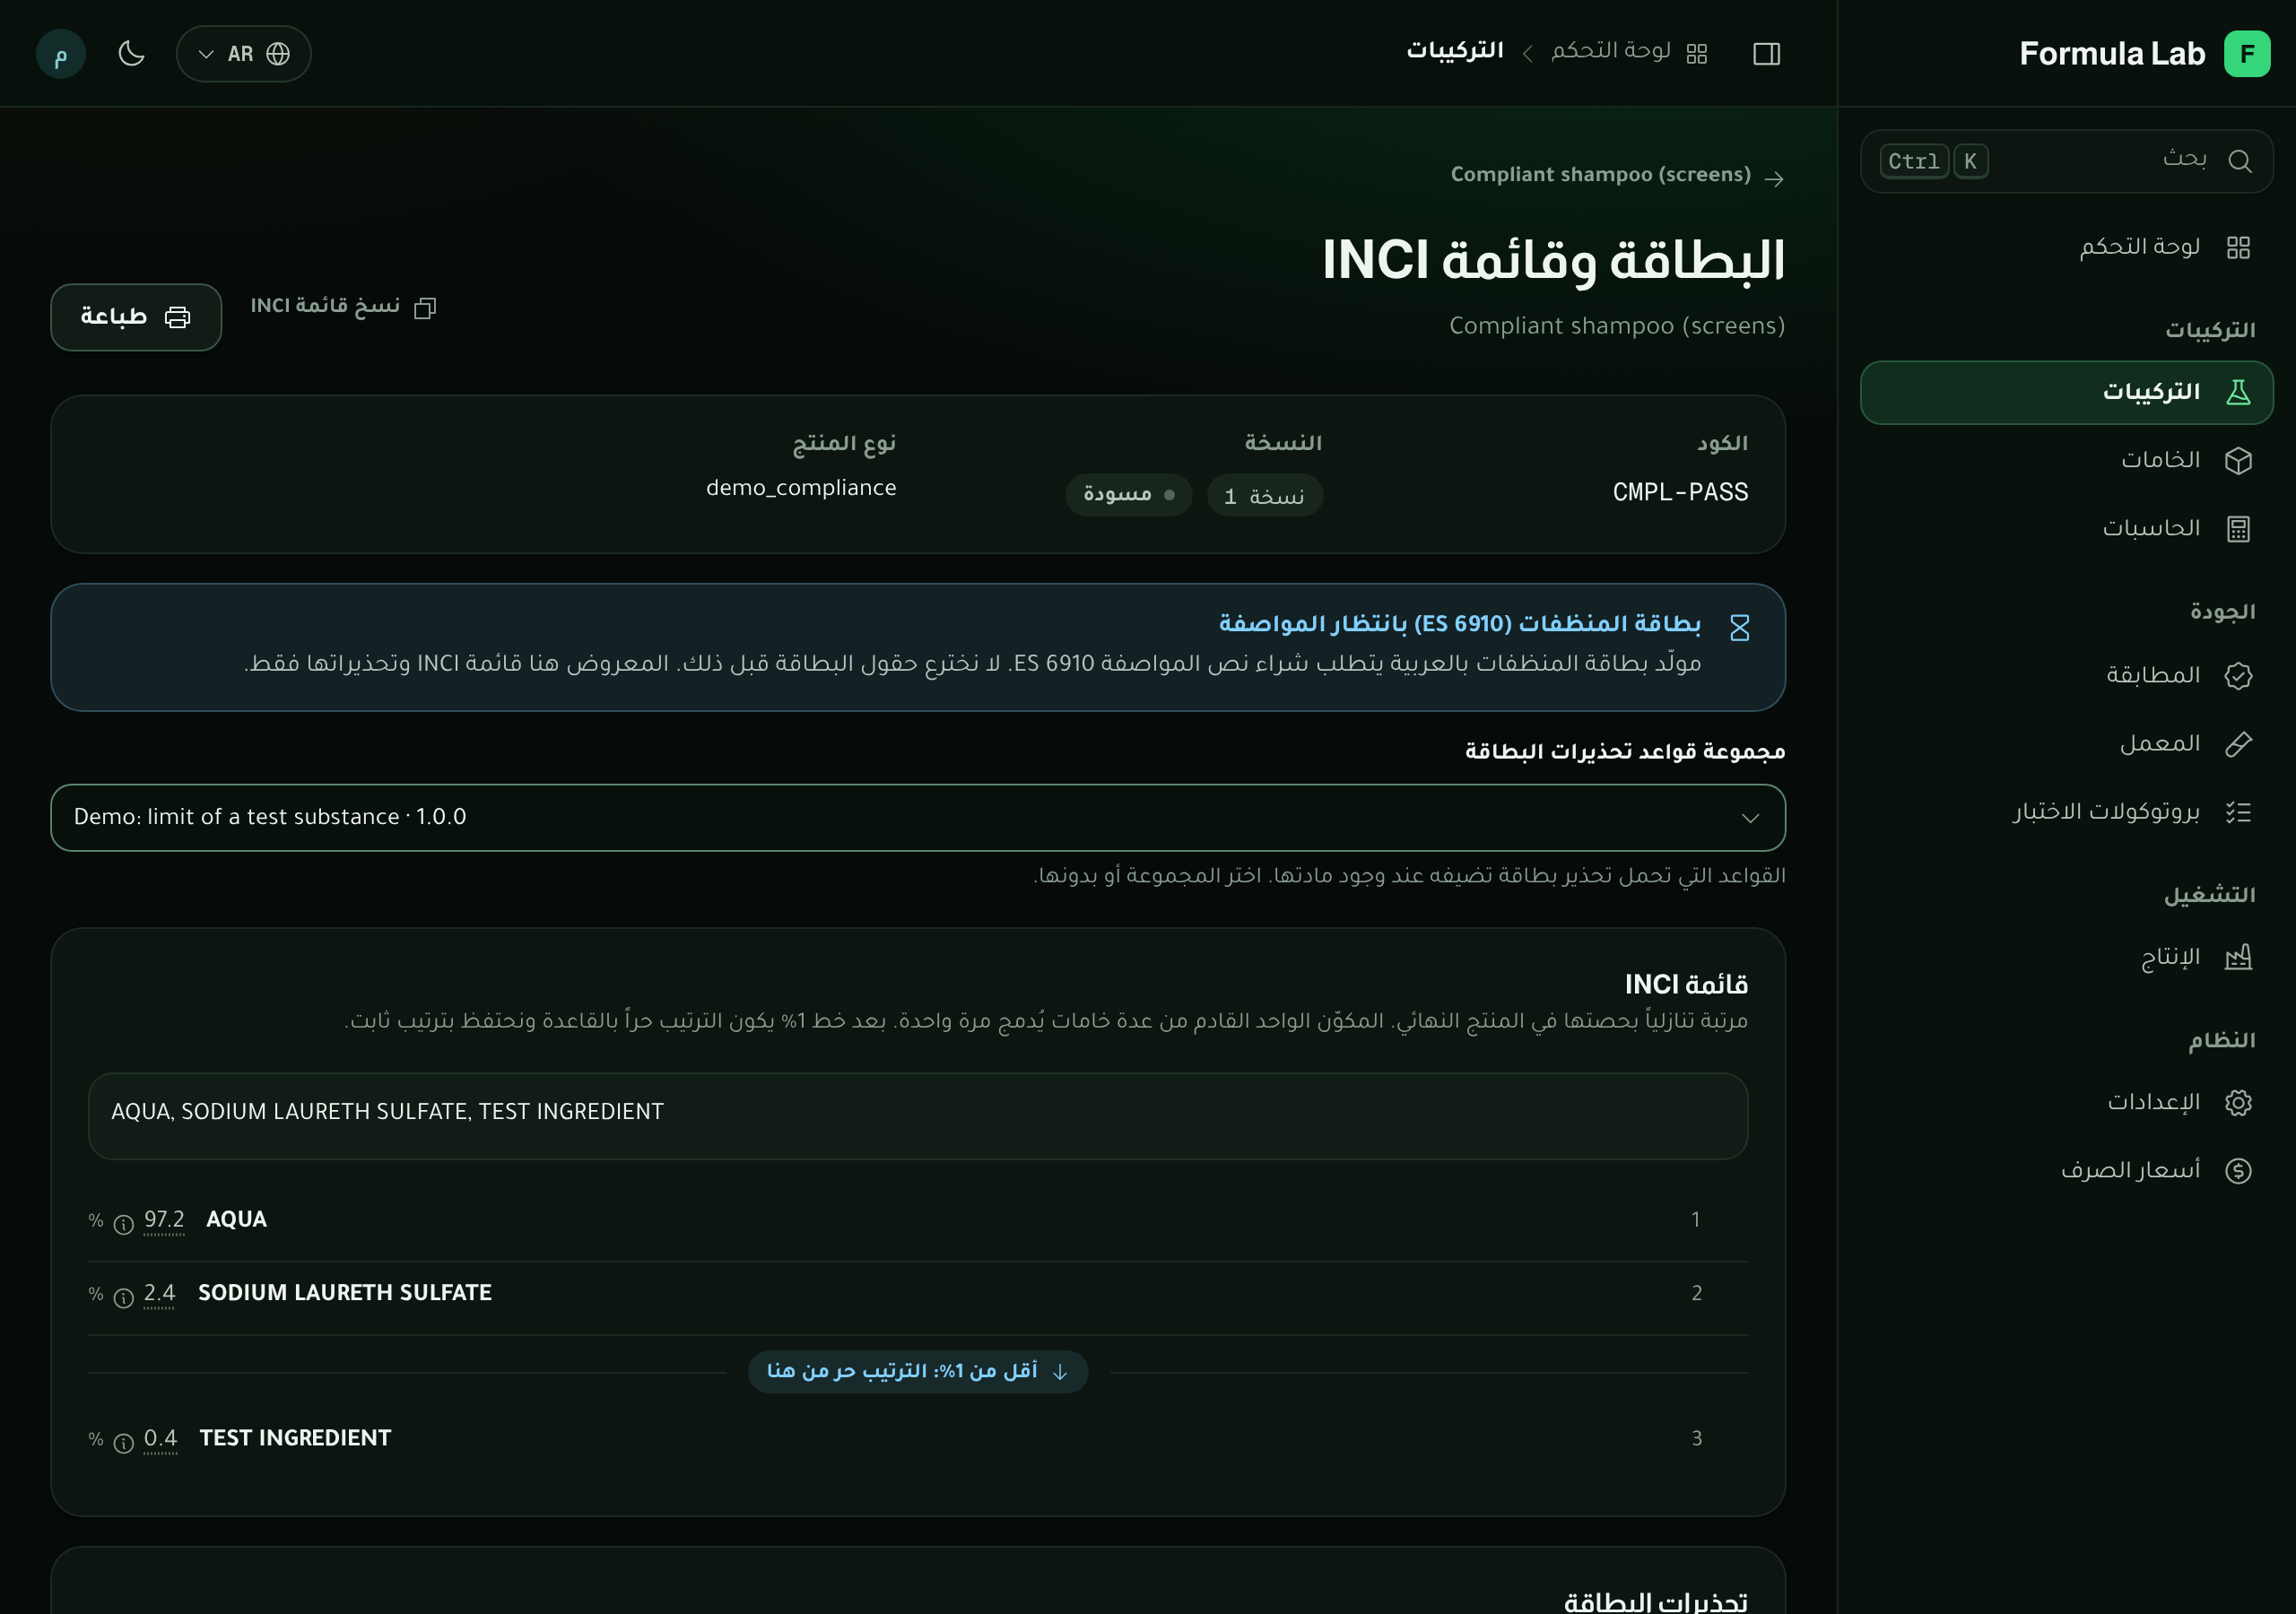 F Formula Lab
بحث Ctrl K
لوحة التحكم
التركيبات
التركيبات
الخامات
الحاسبات
الجودة
المطابقة
المعمل
بروتوكولات الاختبار
التشغيل
الإنتاج
النظام
الإعدادات
أسعار الصرف
لوحة التحكم التركيبات
AR
م
Compliant shampoo (screens)
البطاقة وقائمة INCI
Compliant shampoo (screens)
نسخ قائمة INCI
طباعة
الكود النسخة نوع المنتج
CMPL-PASS نسخة 1 مسودة demo_compliance
بطاقة المنظفات (ES 6910) بانتظار المواصفة
مولّد بطاقة المنظفات بالعربية يتطلب شراء نص المواصفة ES 6910. لا نخترع حقول البطاقة قبل ذلك. المعروض هنا قائمة INCI وتحذيراتها فقط.
مجموعة قواعد تحذيرات البطاقة
Demo: limit of a test substance · 1.0.0
القواعد التي تحمل تحذير بطاقة تضيفه عند وجود مادتها. اختر المجموعة أو بدونها.
قائمة INCI
مرتبة تنازلياً بحصتها في المنتج النهائي. المكوّن الواحد القادم من عدة خامات يُدمج مرة واحدة. بعد خط 1% يكون الترتيب حراً بالقاعدة ونحتفظ بترتيب ثابت.
AQUA, SODIUM LAURETH SULFATE, TEST INGREDIENT
1 AQUA 97.2 %
2 SODIUM LAURETH SULFATE 2.4 %
أقل من 1%: الترتيب حر من هنا
3 TEST INGREDIENT 0.4 %
تحذيرات البطاقة